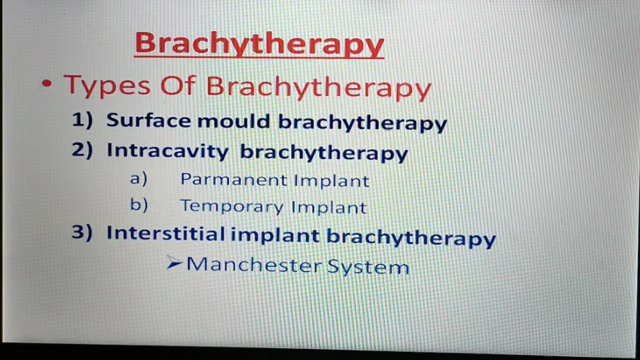 Brachytherapy
• Types Of Brachytherapy
1) Surface mould brachytherapy
2) Intracavity brachytherapy
a) Parmanent Implant
b) Temporary Implant
3) Interstitial implant brachytherapy
➢Manchester System